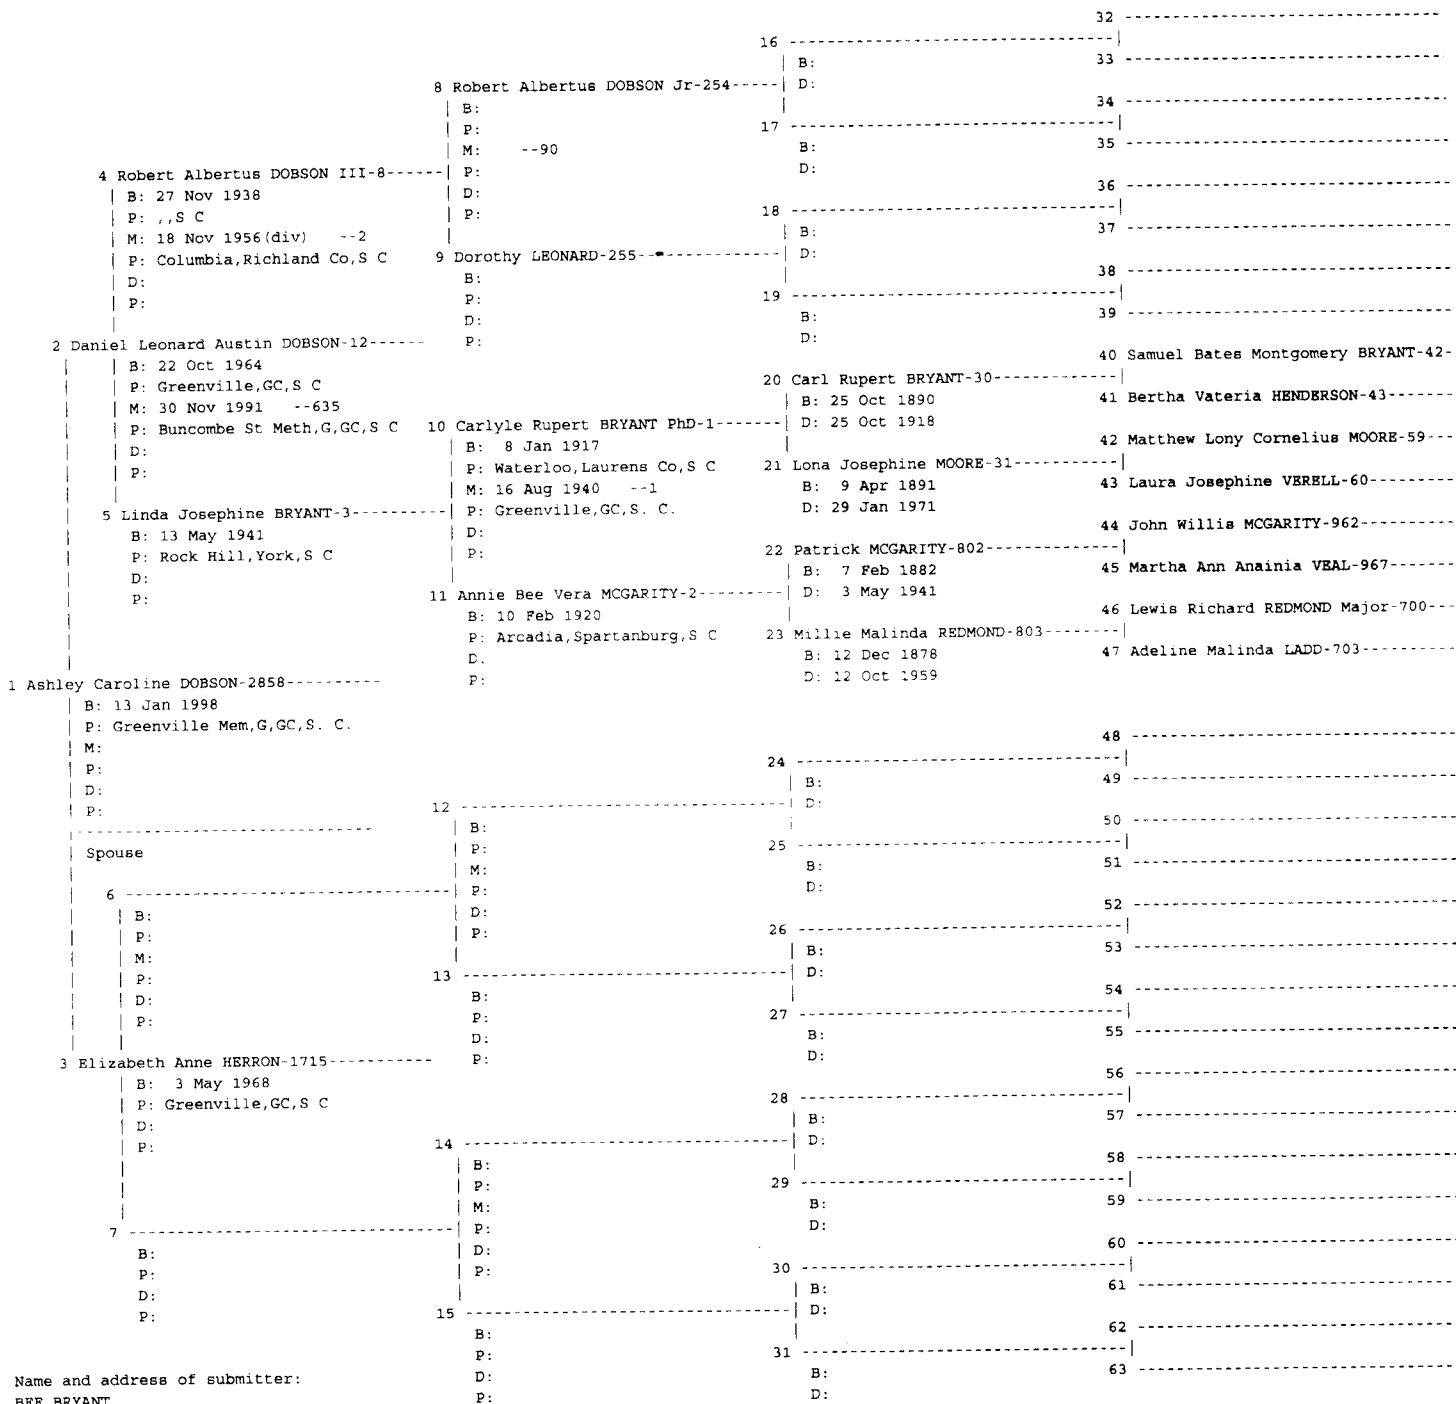 32
16
B:
33
8 Robert Albertus DOBSON Jr-254
D:
B:
34
P:
17
M: --90
B:
35
4 Robert Albertus DOBSON III-8
P:
D:
B: 27 Nov 1938
D:
36
P: ,,S C
P:
18
M: 18 Nov 1956(div) --2
B:
37
P: Columbia,Richland Co,S C
9 Dorothy LEONARD-255
D:
D:
B:
38
P:
P:
19
D:
B:
39
2 Daniel Leonard Austin DOBSON-12
P:
D:
B: 22 Oct 1964
40 Samuel Bates Montgomery BRYANT-42-
P: Greenville,GC,S C
20 Carl Rupert BRYANT-30
M: 30 Nov 1991 --635
B: 25 Oct 1890
41 Bertha Vateria HENDERSON-43
P: Buncombe St Meth,G,GC,S C
10 Carlyle Rupert BRYANT PhD-1
D: 25 Oct 1918
D:
B: 8 Jan 1917
42 Matthew Lony Cornelius MOORE-59
P:
P: Waterloo,Laurens Co,S C
21 Lona Josephine MOORE-31
M: 16 Aug 1940 --1
B: 9 Apr 1891
43 Laura Josephine VERELL-60
5 Linda Josephine BRYANT-3
P: Greenville,GC,S. C.
D: 29 Jan 1971
B: 13 May 1941
D:
44 John Willis MCGARITY-962
P: Rock Hill,York,S C
P:
22 Patrick MCGARITY-802
D:
B: 7 Feb 1882
45 Martha Ann Anainia VEAL-967
P:
11 Annie Bee Vera MCGARITY-2
D: 3 May 1941
B: 10 Feb 1920
46 Lewis Richard REDMOND Major-700
P: Arcadia,Spartanburg,S C
23 Millie Malinda REDMOND-803
D.
B: 12 Dec 1878
47 Adeline Malinda LADD-703
1 Ashley Caroline DOBSON-2858
P:
D: 12 Oct 1959
B: 13 Jan 1998
P: Greenville Mem,G,GC,S. C.
M:
48
P:
24
D:
B:
49
P:
12
D:
B:
50
Spouse
P:
25
M:
B:
51
6
P:
D:
B:
D:
52
P:
P:
26
M:
B:
53
P:
13
D:
D:
B:
54
P:
P:
27
D:
B:
55
3 Elizabeth Anne HERRON-1715
P:
D:
B: 3 May 1968
56
P: Greenville,GC,S C
28
D:
B:
57
P:
14
D:
B:
58
P:
29
M:
B:
59
7
P:
D:
B:
D:
60
P:
P:
30
D:
B:
61
P:
15
D:
B:
62
P:
31
Name and address of submitter:
D:
B:
63
BEE BRYANT
P:
D: